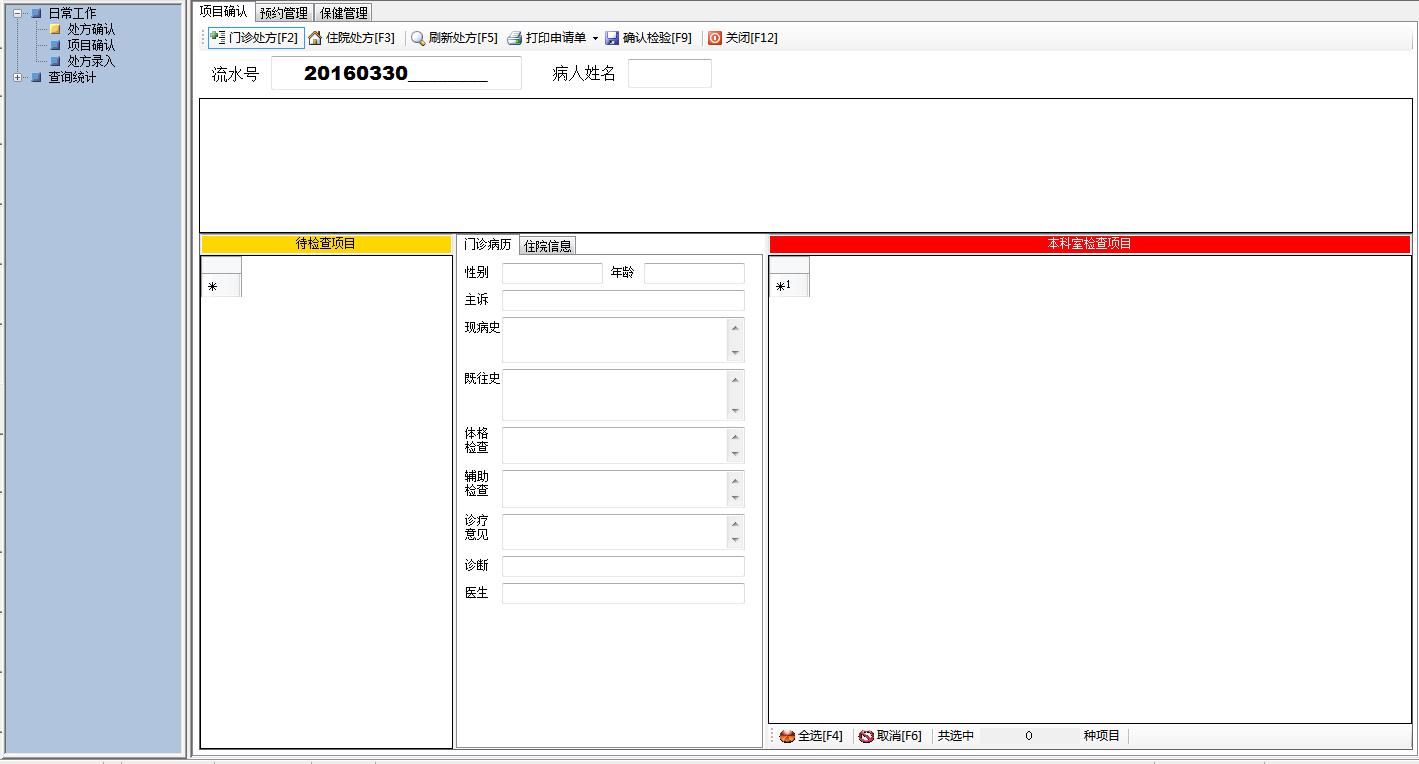 日常工作
处方确认
项目确认
处方录入
查询统计
项目确认 预约管理 保健管理
门诊处方[F2] 住院处方[F3] 刷新处方[F5] 打印申请单 确认检验[F9] 关闭[F12]
流水号 20160330________ 病人姓名
待检查项目
*
门诊病历 住院信息
性别 年龄
主诉
现病史
既往史
体格
检查
辅助
检查
诊疗
意见
诊断
医生
本科室检查项目
*1
全选[F4] 取消[F6] 共选中 0 种项目